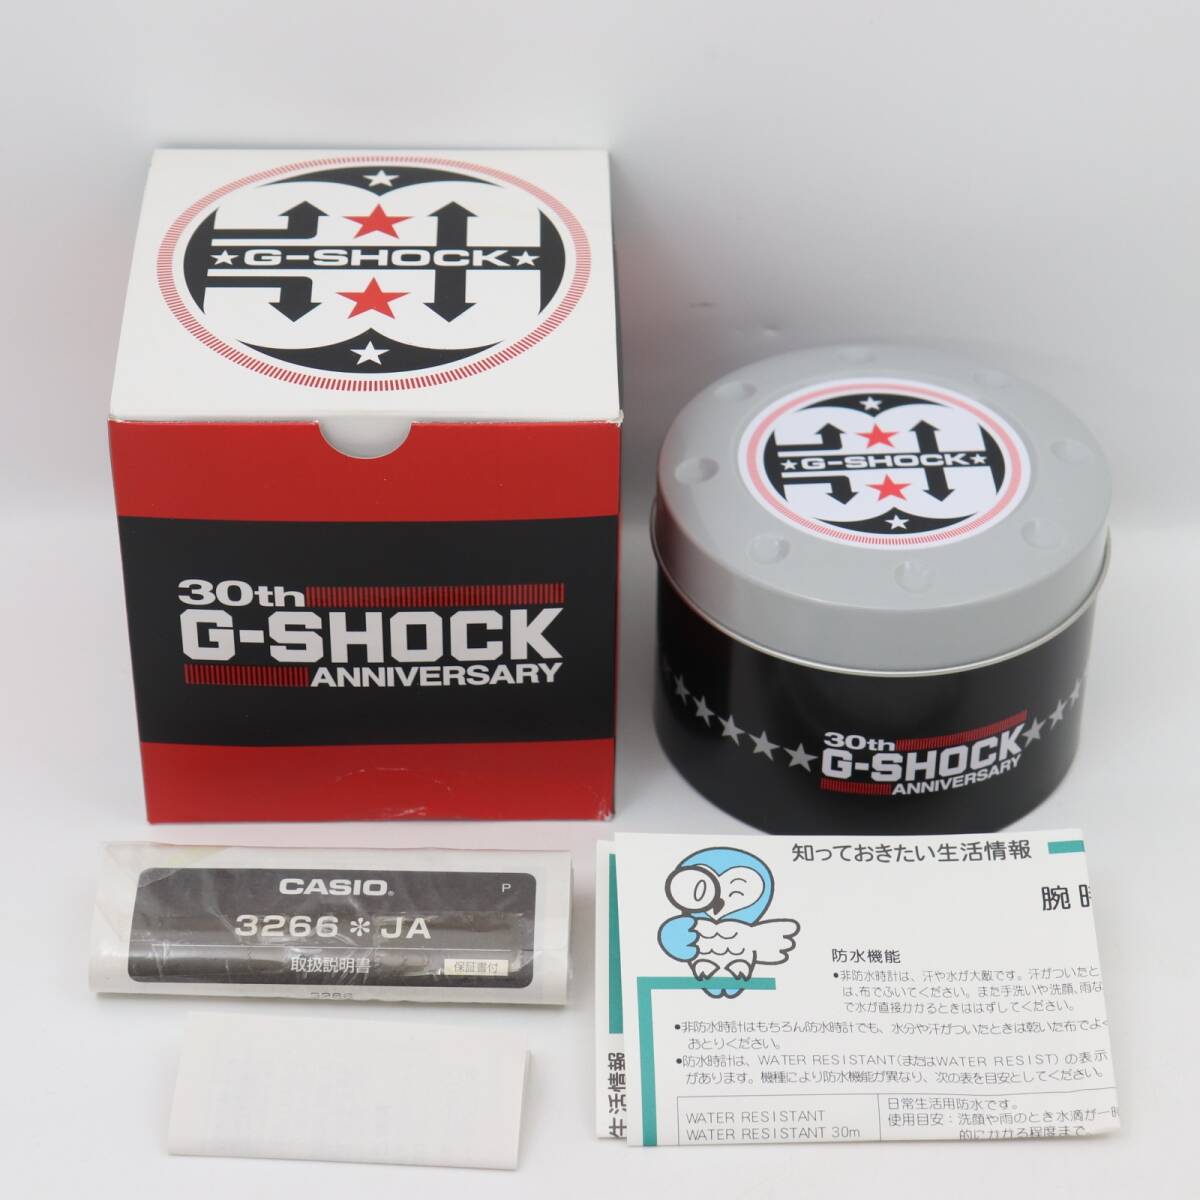 ★G-SHOCK★
30th
G-SHOCK
ANNIVERSARY
★G-SHOCK★
30th
G-SHOCK
ANNIVERSARY
CASIO®
P
3266＊JA
取扱説明書
保証書付
3266
知っておきたい生活情報
腕時
防水機能
●非防水時計は、汗や水が大敵です。汗がついたと
は、布でふいてください。また手洗いや洗顔、雨な
で水が直接かかるときははずしてください。
●非防水時計はもちろん防水時計でも、水分や汗がついたときは乾いた布でよく
おとりください。
●防水時計は、WATER RESISTANT(またはWATER RESIST) の表示
があります。機種により防水機能が異なり、次の表を目安としてください。
WATER RESISTANT
WATER RESISTANT 30m
日常生活用防水です。
使用目安：洗顔や雨のとき水滴が一時
的にかかる程度まで。
生活情報